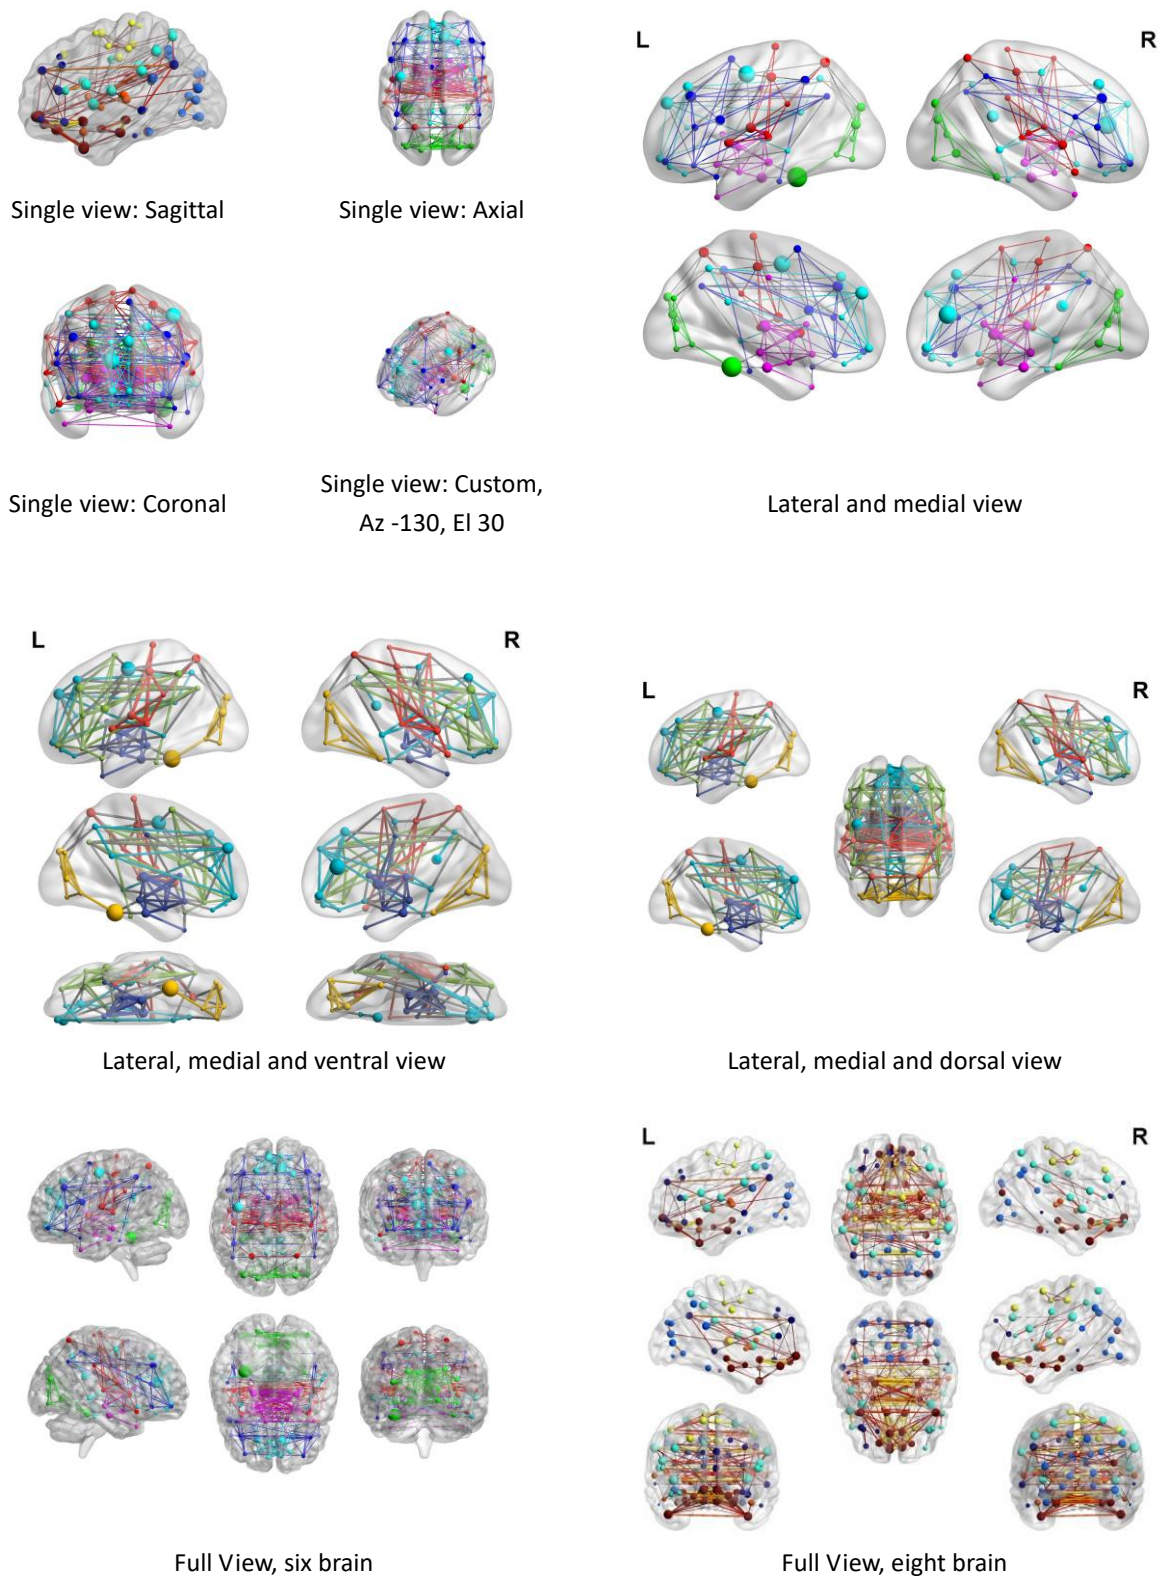 L R
Single view: Sagittal
Single view: Axial
Single view: Coronal
Single view: Custom,
Az -130, El 30
Lateral and medial view
L R
Lateral, medial and ventral view
L R
Lateral, medial and dorsal view
Full View, six brain
L R
Full View, eight brain